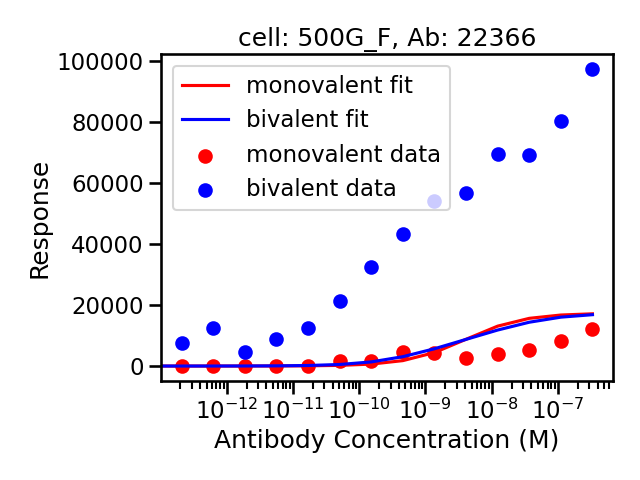 cell: 500G_F, Ab: 22366
100000
80000
60000
40000
20000
0
Response
monovalent fit
bivalent fit
monovalent data
bivalent data
10⁻¹² 10⁻¹¹ 10⁻¹⁰ 10⁻⁹ 10⁻⁸ 10⁻⁷
Antibody Concentration (M)